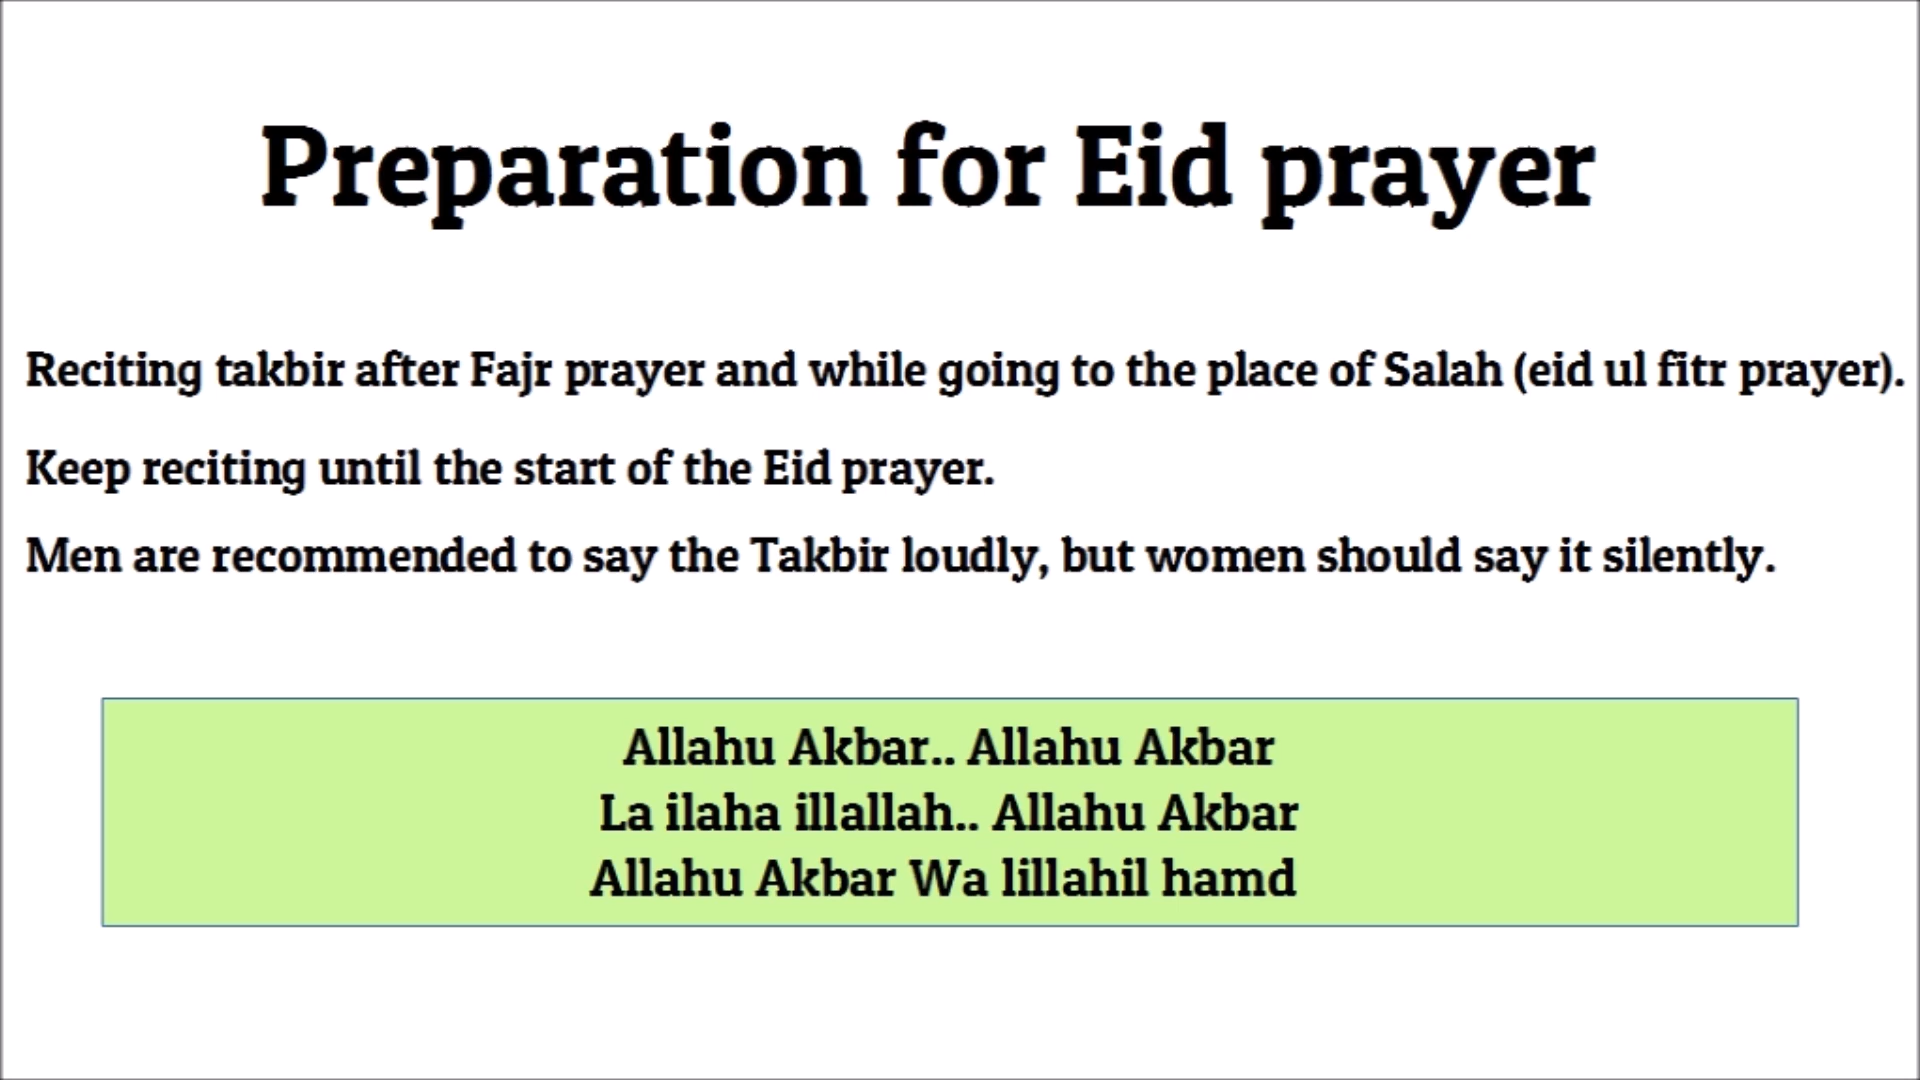 Preparation for Eid prayer
Reciting takbir after Fajr prayer and while going to the place of Salah (eid ul fitr prayer).
Keep reciting until the start of the Eid prayer.
Men are recommended to say the Takbir loudly, but women should say it silently.
Allahu Akbar.. Allahu Akbar
La ilaha illallah.. Allahu Akbar
Allahu Akbar Wa lillahil hamd